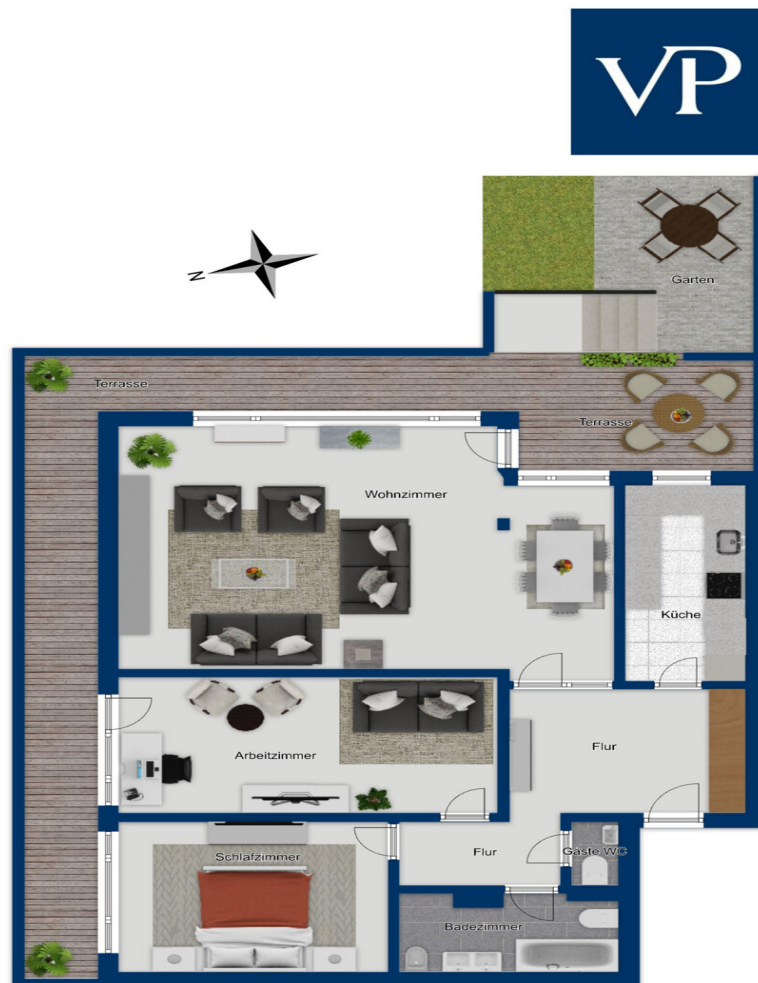 VP
N
Garten
Terrasse
Terrasse
Wohnzimmer
Küche
Arbeitzimmer
Flur
Schlafzimmer
Flur
Gäste WC
Badezimmer